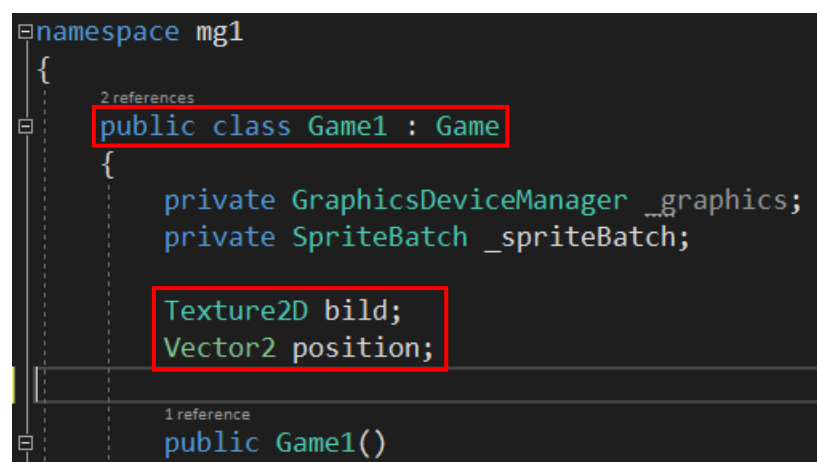 namespace mg1
{
2 references
public class Game1 : Game
{
private GraphicsDeviceManager _graphics;
private SpriteBatch _spriteBatch;
Texture2D bild;
Vector2 position;
1 reference
public Game1()